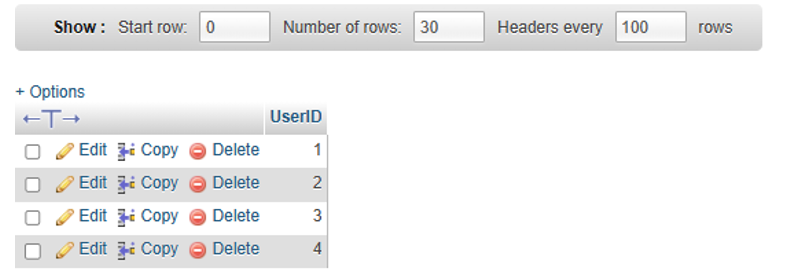 Show : Start row: 0 Number of rows: 30 Headers every 100 rows
+ Options
←T→ UserID
Edit Copy Delete 1
Edit Copy Delete 2
Edit Copy Delete 3
Edit Copy Delete 4